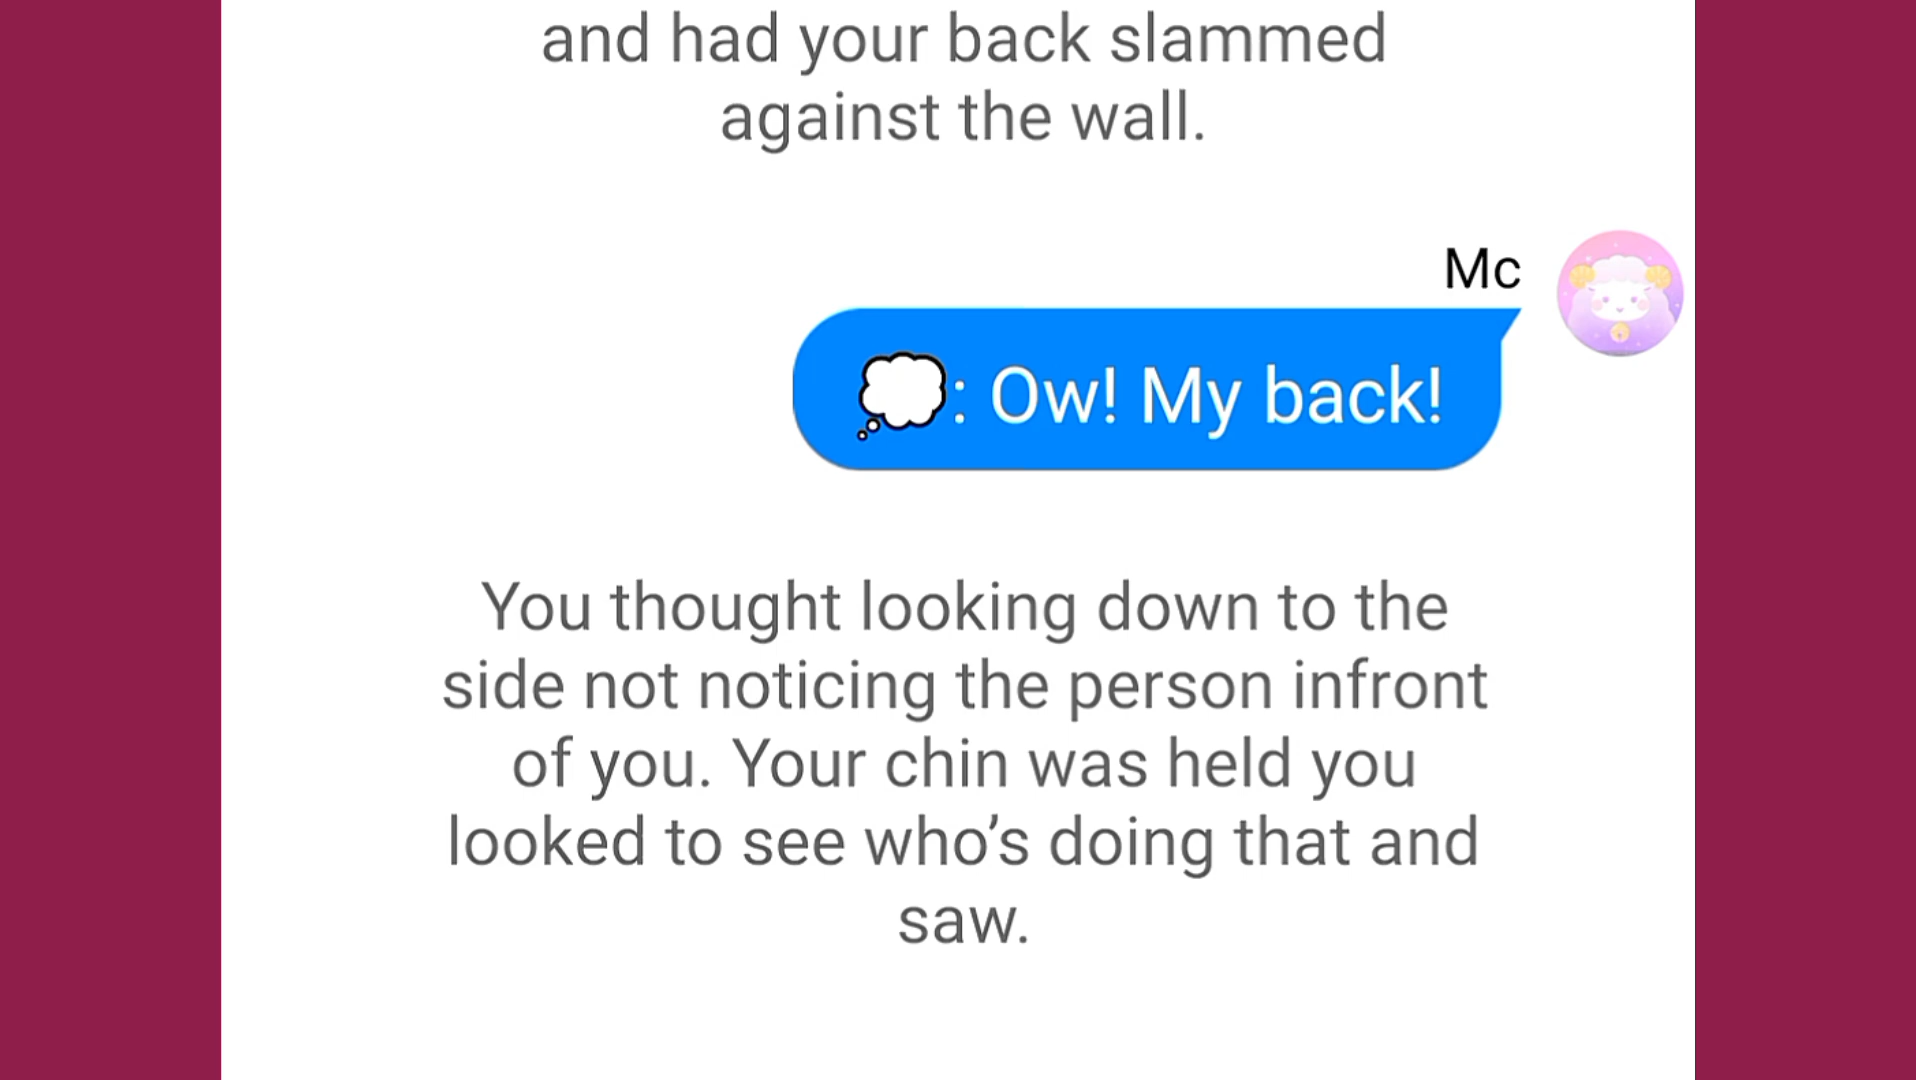 and had your back slammed
against the wall.
Mc
💭: Ow! My back!
You thought looking down to the
side not noticing the person infront
of you. Your chin was held you
looked to see who’s doing that and
saw.